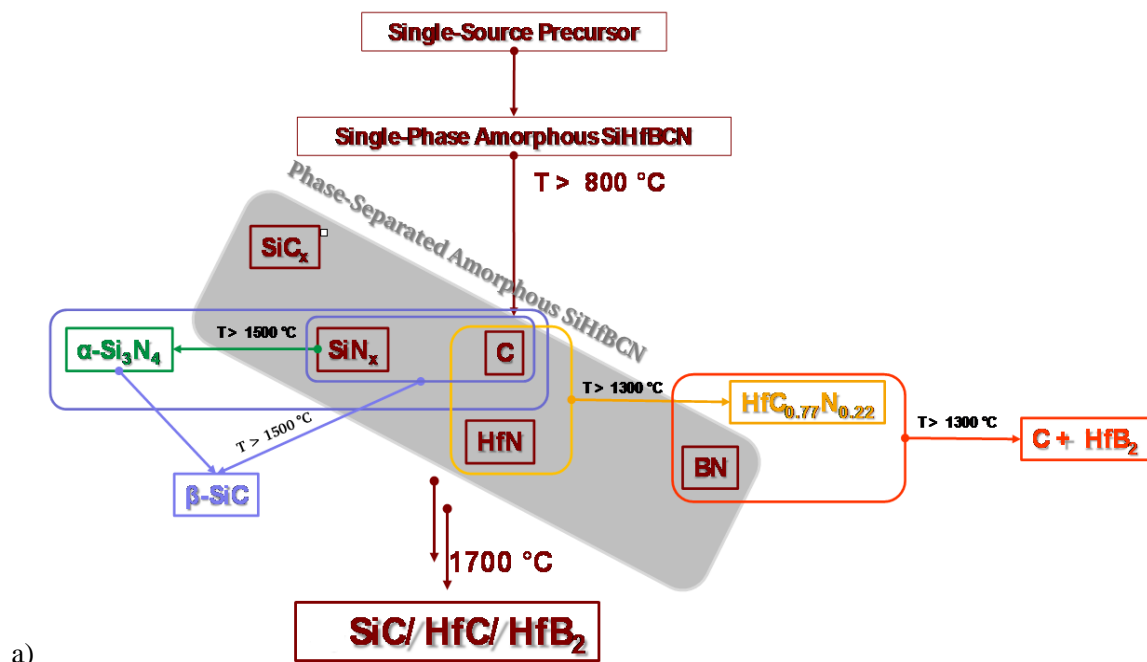 Single-Source Precursor
Single-Phase Amorphous SiHfBCN
T > 800 °C
Phase-Separated Amorphous SiHfBCN
SiCₓ
T > 1500 °C
α-Si₃N₄
SiNₓ
C
T > 1300 °C
HfC₀.₇₇N₀.₂₂
T > 1300 °C
C + HfB₂
T > 1500 °C
HfN
BN
β-SiC
1700 °C
SiC/ HfC/ HfB₂
a)